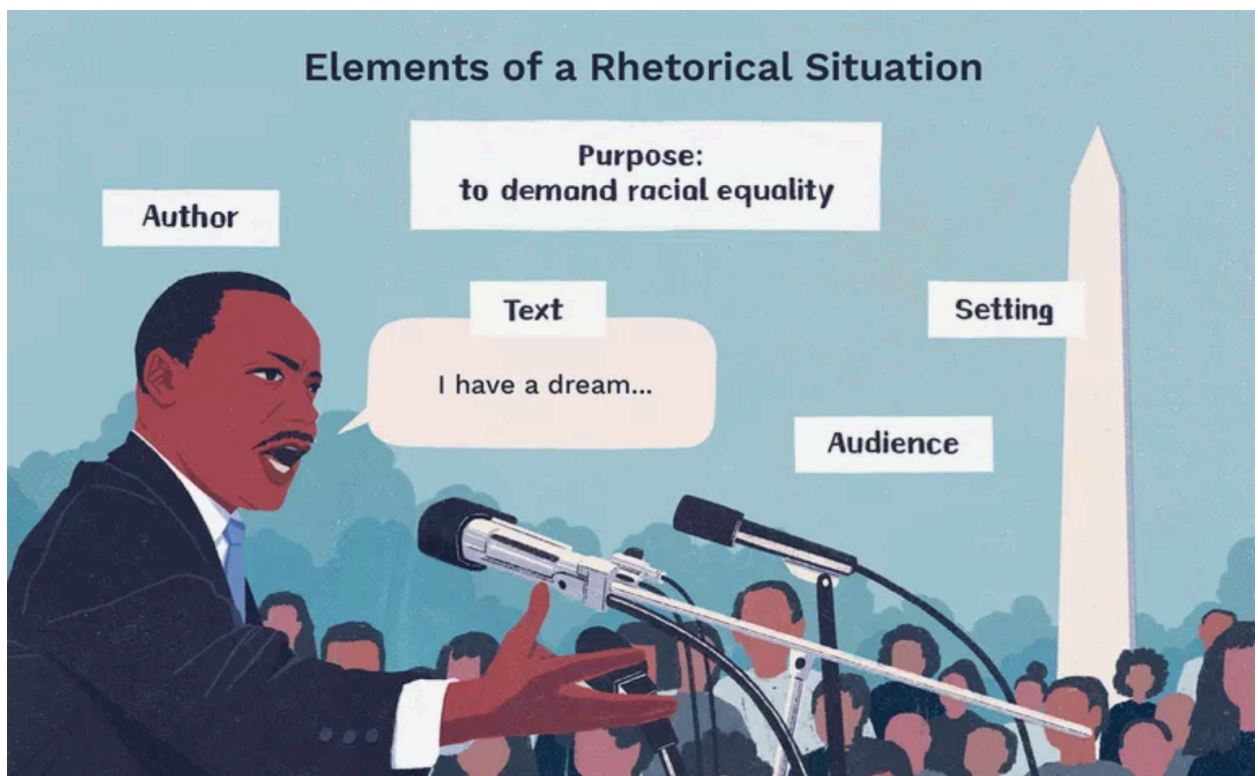 Elements of a Rhetorical Situation
Purpose:
to demand racial equality
Author
Text
I have a dream...
Setting
Audience